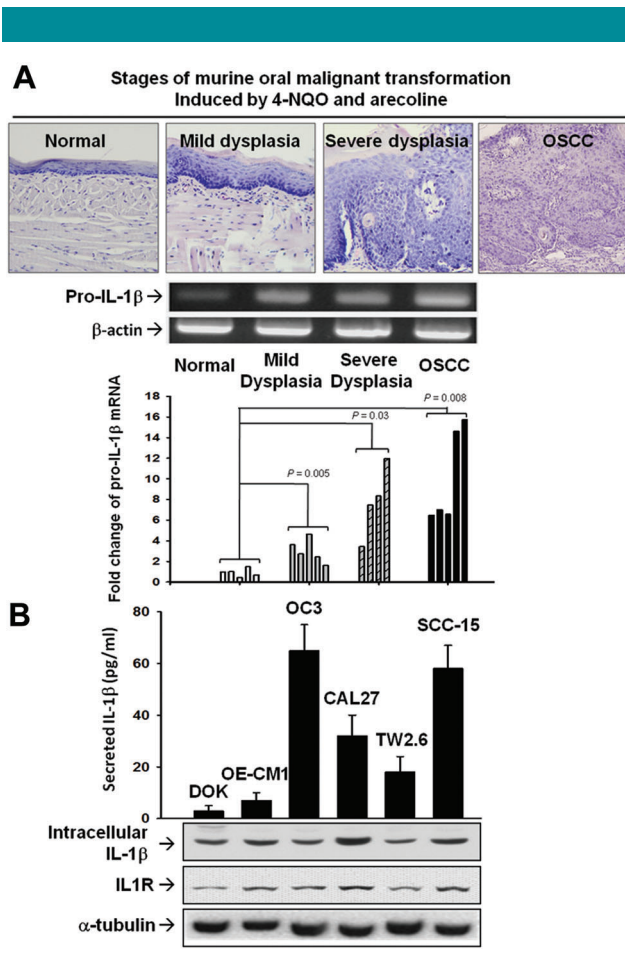 A
Stages of murine oral malignant transformation
Induced by 4-NQO and arecoline
Normal Mild dysplasia Severe dysplasia OSCC
Pro-IL-1β →
β-actin →
Normal Mild Dysplasia Severe Dysplasia OSCC
Fold change of pro-IL-1β mRNA
18
16
14
12
10
8
6
4
2
0
P = 0.005
P = 0.03
P = 0.008
B
Secreted IL-1β (pg/ml)
80
60
40
20
0
DOK
OE-CM1
OC3
CAL27
TW2.6
SCC-15
Intracellular
IL-1β →
IL1R →
α-tubulin →